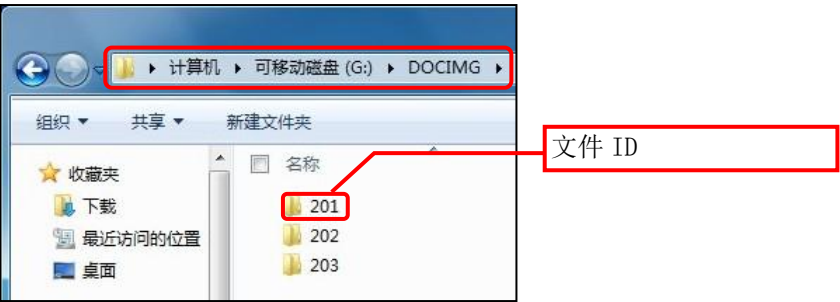 计算机 可移动磁盘 (G:) DOCIMG
组织 共享 新建文件夹
收藏夹
下载
最近访问的位置
桌面
名称
201
202
203
文件 ID